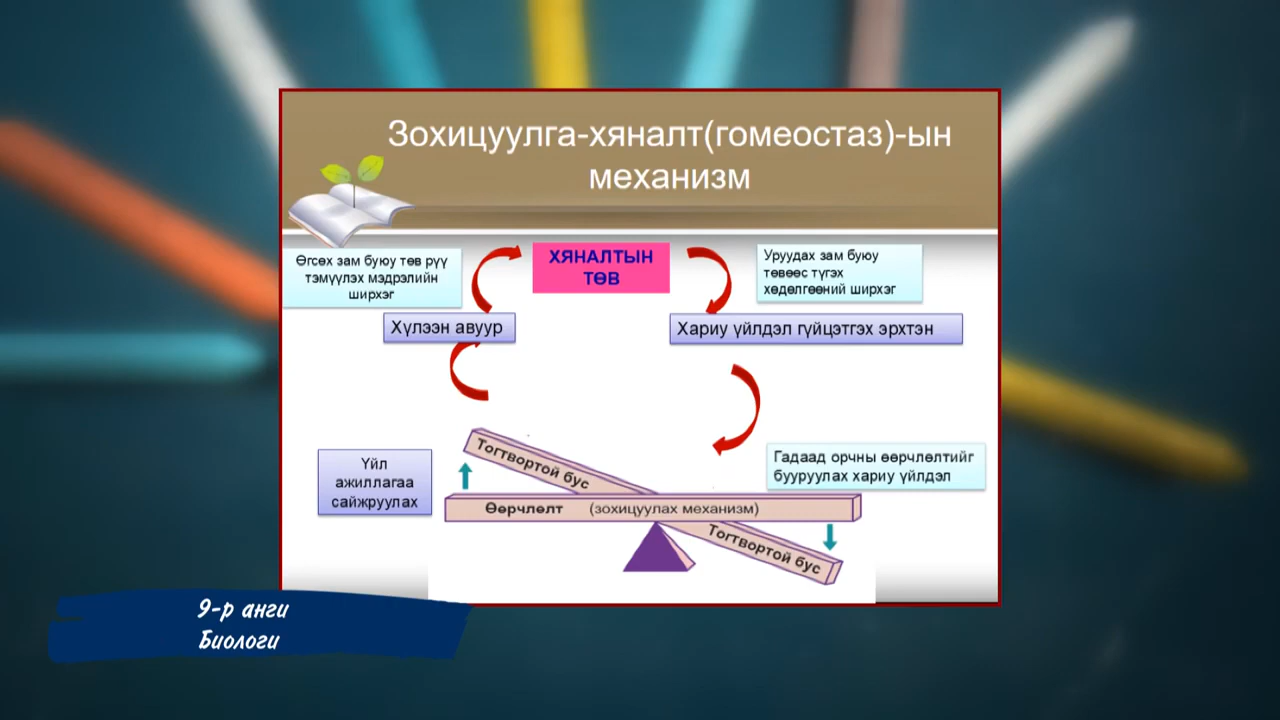 Зохицуулга-хяналт(гомеостаз)-ын
механизм
Өгсөх зам буюу төв рүү
тэмүүлэх мэдрэлийн
ширхэг
ХЯНАЛТЫН
ТӨВ
Уруудах зам буюу
төвөөс түгэх
хөдөлгөөний ширхэг
Хүлээн авуур
Хариу үйлдэл гүйцэтгэх эрхтэн
Үйл
ажиллагаа
сайжруулах
Тогтвортой бус
Гадаад орчны өөрчлөлтийг
бууруулах хариу үйлдэл
Өөрчлөлт (зохицуулах механизм)
Тогтвортой бус
9-р анги
Биологи